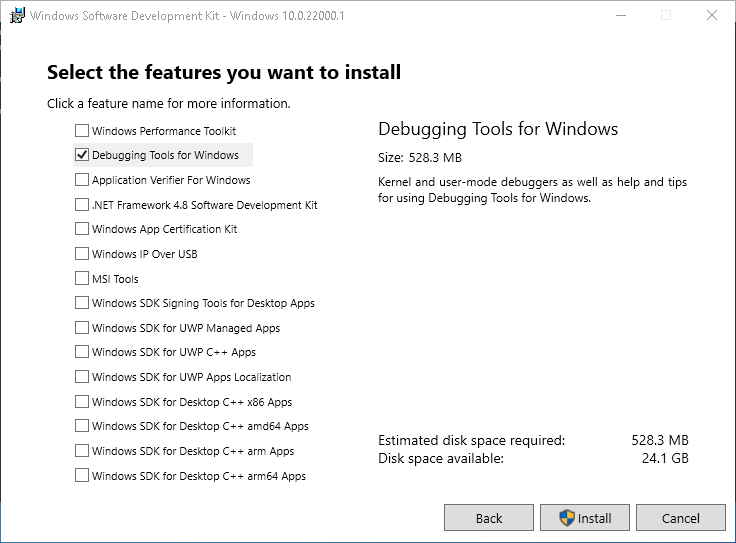 Windows Software Development Kit - Windows 10.0.22000.1
Select the features you want to install
Click a feature name for more information.
Windows Performance Toolkit
Debugging Tools for Windows
Application Verifier For Windows
.NET Framework 4.8 Software Development Kit
Windows App Certification Kit
Windows IP Over USB
MSI Tools
Windows SDK Signing Tools for Desktop Apps
Windows SDK for UWP Managed Apps
Windows SDK for UWP C++ Apps
Windows SDK for UWP Apps Localization
Windows SDK for Desktop C++ x86 Apps
Windows SDK for Desktop C++ amd64 Apps
Windows SDK for Desktop C++ arm Apps
Windows SDK for Desktop C++ arm64 Apps
Debugging Tools for Windows
Size: 528.3 MB
Kernel and user-mode debuggers as well as help and tips
for using Debugging Tools for Windows.
Estimated disk space required: 528.3 MB
Disk space available: 24.1 GB
Back Install Cancel